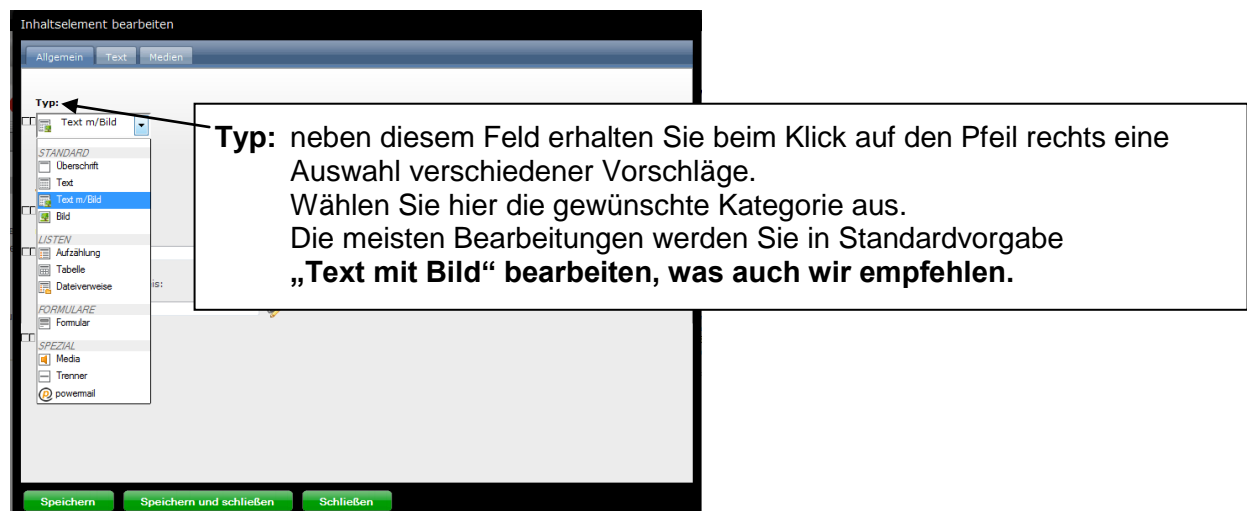 Inhaltselement bearbeiten
Allgemein Text Medien
Typ:
Text m/Bild
STANDARD
Überschrift
Text
Text m/Bild
Bild
LISTEN
Aufzählung
Tabelle
Dateiverweise
FORMULARE
Formular
SPEZIAL
Media
Trenner
powermail
is:
Typ: neben diesem Feld erhalten Sie beim Klick auf den Pfeil rechts eine
Auswahl verschiedener Vorschläge.
Wählen Sie hier die gewünschte Kategorie aus.
Die meisten Bearbeitungen werden Sie in Standardvorgabe
„Text mit Bild“ bearbeiten, was auch wir empfehlen.
Speichern Speichern und schließen Schließen